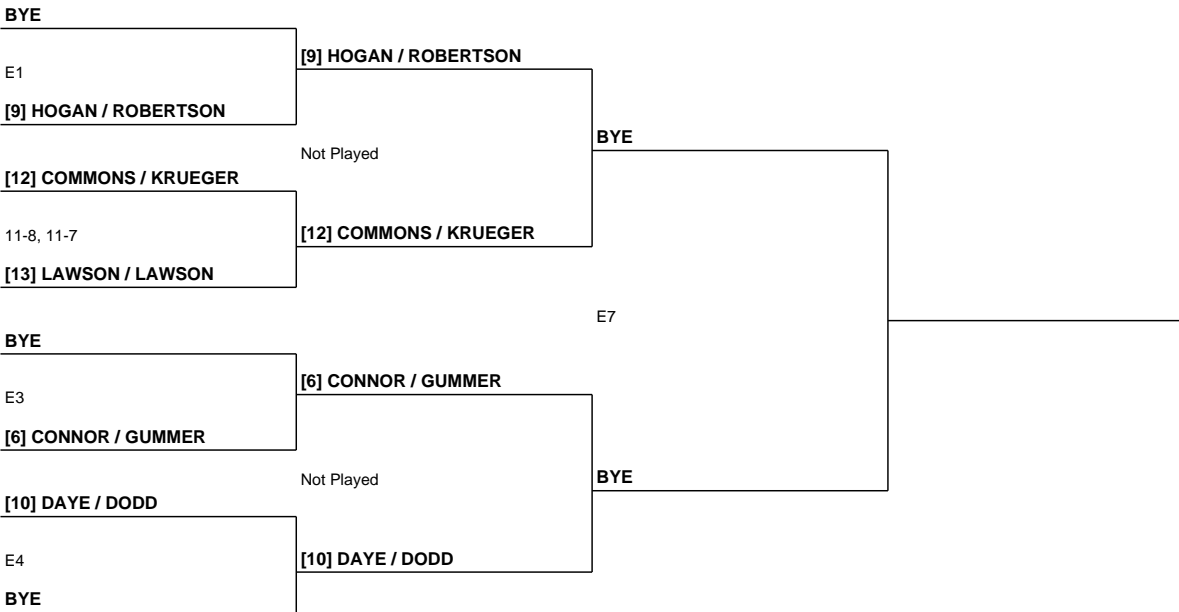 BYE
[9] HOGAN / ROBERTSON
E1
[9] HOGAN / ROBERTSON
BYE
Not Played
[12] COMMONS / KRUEGER
11-8, 11-7
[12] COMMONS / KRUEGER
[13] LAWSON / LAWSON
E7
BYE
[6] CONNOR / GUMMER
E3
[6] CONNOR / GUMMER
Not Played
BYE
[10] DAYE / DODD
E4
[10] DAYE / DODD
BYE